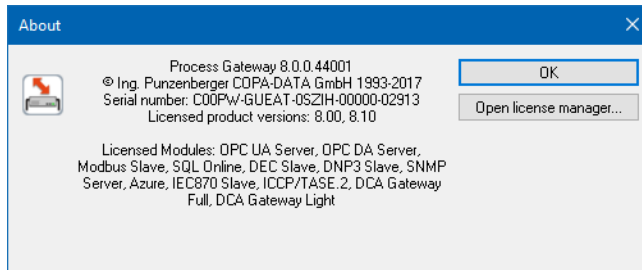 About
Process Gateway 8.0.0.44001
© Ing. Punzenberger COPA-DATA GmbH 1993-2017
Serial number: C00PW-GUEAT-0SZIH-00000-02913
Licensed product versions: 8.00, 8.10
Licensed Modules: OPC UA Server, OPC DA Server,
Modbus Slave, SQL Online, DEC Slave, DNP3 Slave, SNMP
Server, Azure, IEC870 Slave, ICCP/TASE.2, DCA Gateway
Full, DCA Gateway Light
OK
Open license manager...